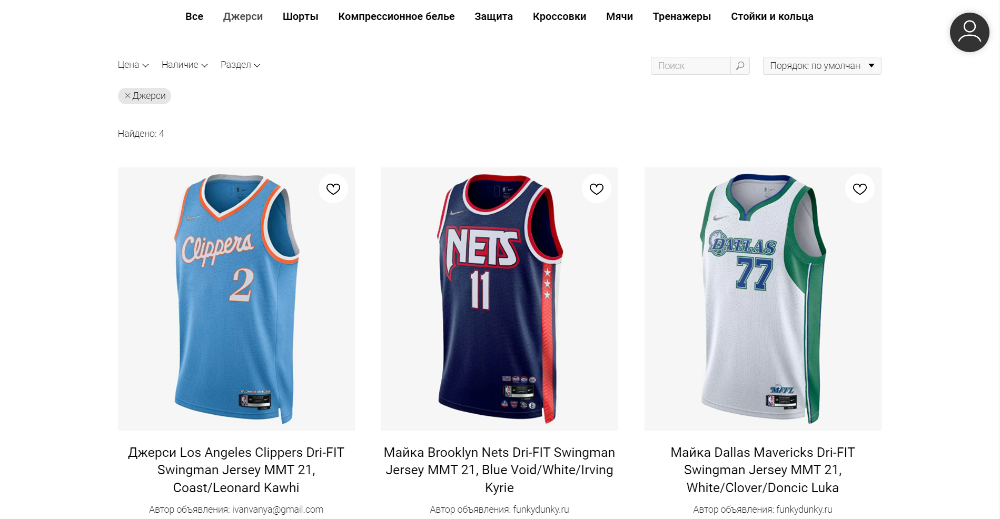 Все Джерси Шорты Компрессионное белье Защита Кроссовки Мячи Тренажеры Стойки и кольца
Цена Наличие Раздел Поиск Порядок: по умолчан
Джерси
Найдено: 4
Clippers
2
NETS
11
DALLAS
77
MFFL
Джерси Los Angeles Clippers Dri-FIT
Swingman Jersey MMT 21,
Coast/Leonard Kawhi
Автор объявления: ivanvanya@gmail.com
Майка Brooklyn Nets Dri-FIT Swingman
Jersey MMT 21, Blue Void/White/Irving
Kyrie
Автор объявления: funkydunky.ru
Майка Dallas Mavericks Dri-FIT
Swingman Jersey MMT 21,
White/Clover/Doncic Luka
Автор объявления: funkydunky.ru